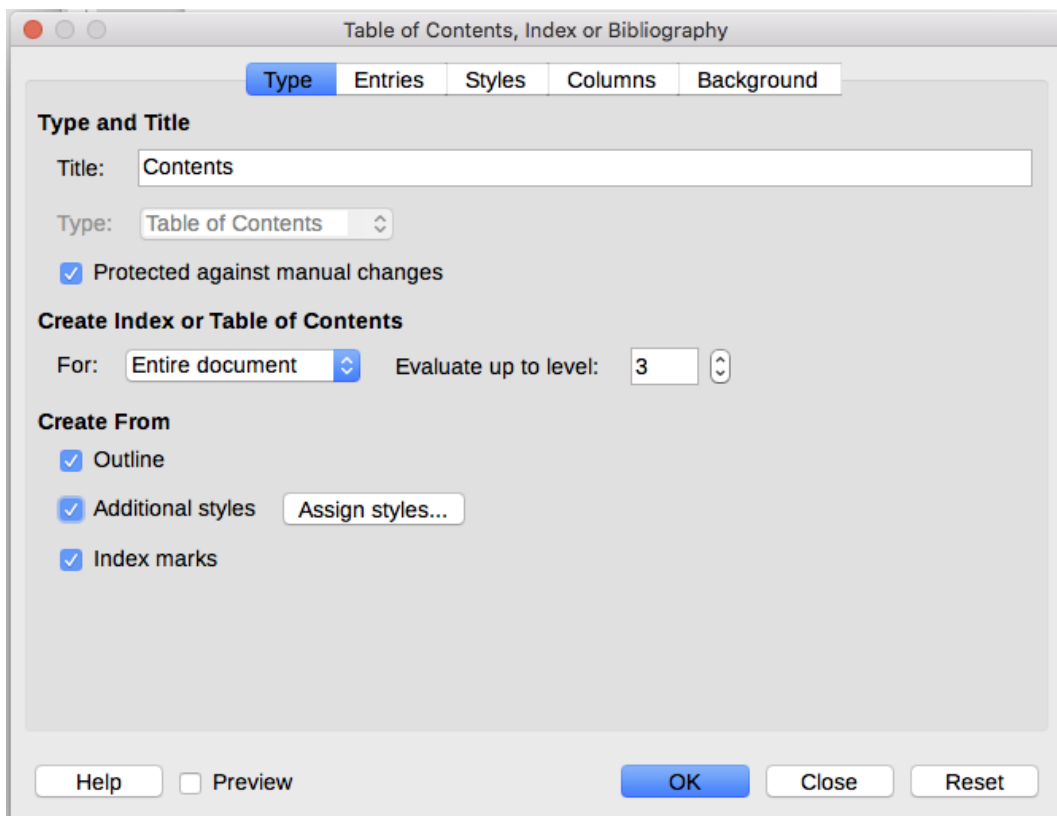 Table of Contents, Index or Bibliography
Type Entries Styles Columns Background
Type and Title
Title: Contents
Type: Table of Contents
Protected against manual changes
Create Index or Table of Contents
For: Entire document Evaluate up to level: 3
Create From
Outline
Additional styles Assign styles...
Index marks
Help Preview OK Close Reset